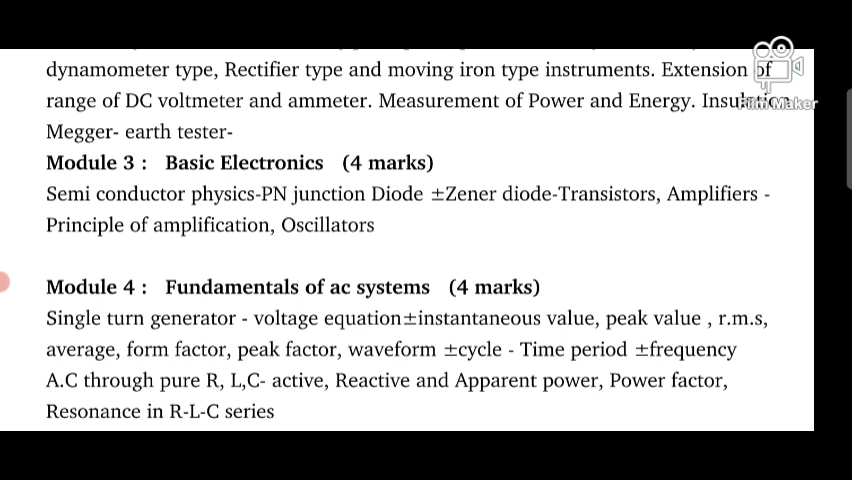 dynamometer type, Rectifier type and moving iron type instruments. Extension of
range of DC voltmeter and ammeter. Measurement of Power and Energy. Insulation
Megger- earth tester-
Module 3 : Basic Electronics (4 marks)
Semi conductor physics-PN junction Diode ±Zener diode-Transistors, Amplifiers -
Principle of amplification, Oscillators
Module 4 : Fundamentals of ac systems (4 marks)
Single turn generator - voltage equation±instantaneous value, peak value , r.m.s,
average, form factor, peak factor, waveform ±cycle - Time period ±frequency
A.C through pure R, L,C- active, Reactive and Apparent power, Power factor,
Resonance in R-L-C series
Film Maker